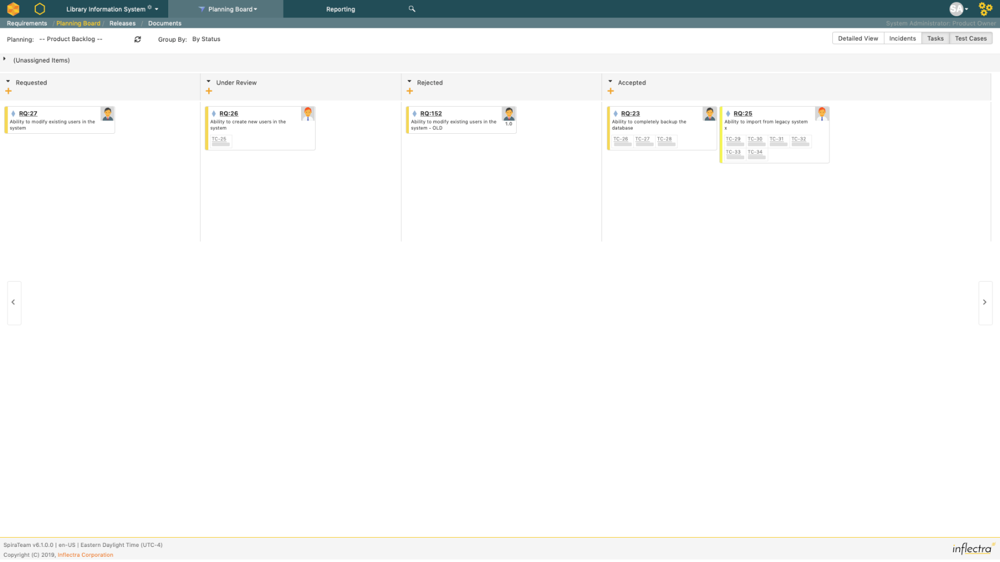 Library Information System
Planning Board
Reporting
SA
Requirements / Planning Board / Releases / Documents
System Administrator: Product Owner
Planning: -- Product Backlog --
Group By: By Status
Detailed View
Incidents
Tasks
Test Cases
(Unassigned Items)
Requested
Under Review
Rejected
Accepted
RQ:27
Ability to modify existing users in the
system
RQ:26
Ability to create new users in the
system
TC-25
RQ:152
Ability to modify existing users in the
system - OLD
1.0
RQ:23
Ability to completely backup the
database
TC-26 TC-27 TC-28
RQ:25
Ability to import from legacy system
x
TC-29 TC-30 TC-31 TC-32
TC-33 TC-34
SpiraTeam v6.1.0.0 | en-US | Eastern Daylight Time (UTC-4)
Copyright (C) 2019, Inflectra Corporation
inflectra